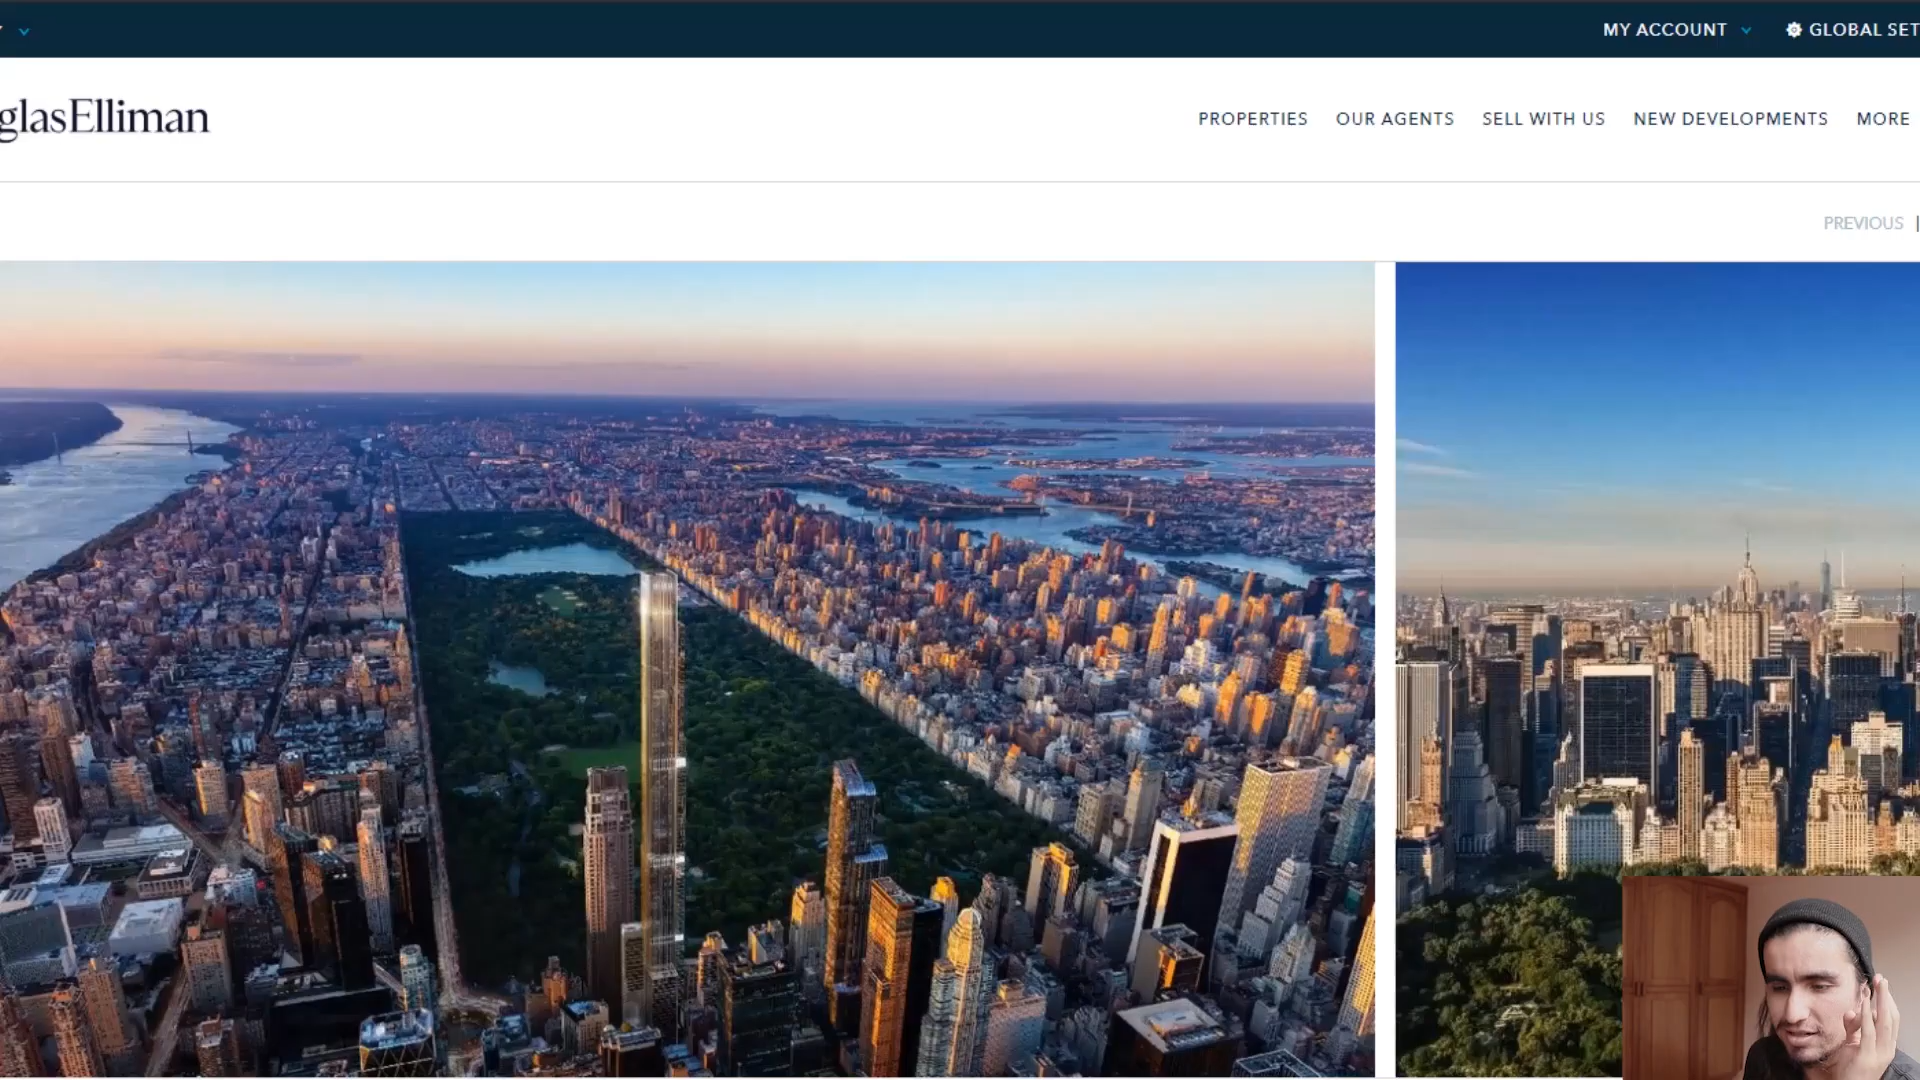 MY ACCOUNT
GLOBAL SET
glasElliman
PROPERTIES OUR AGENTS SELL WITH US NEW DEVELOPMENTS MORE
PREVIOUS |